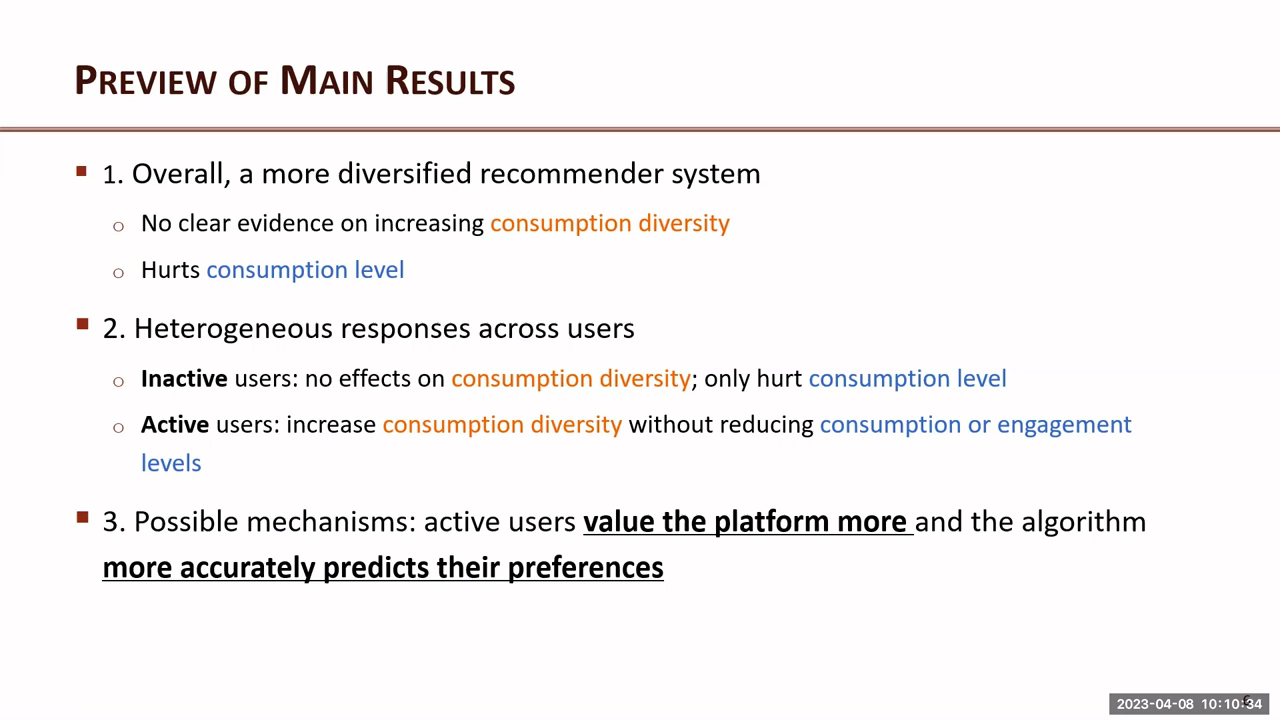 PREVIEW OF MAIN RESULTS
1. Overall, a more diversified recommender system
No clear evidence on increasing consumption diversity
Hurts consumption level
2. Heterogeneous responses across users
Inactive users: no effects on consumption diversity; only hurt consumption level
Active users: increase consumption diversity without reducing consumption or engagement
levels
3. Possible mechanisms: active users value the platform more and the algorithm
more accurately predicts their preferences
2023-04-08 10:10:34